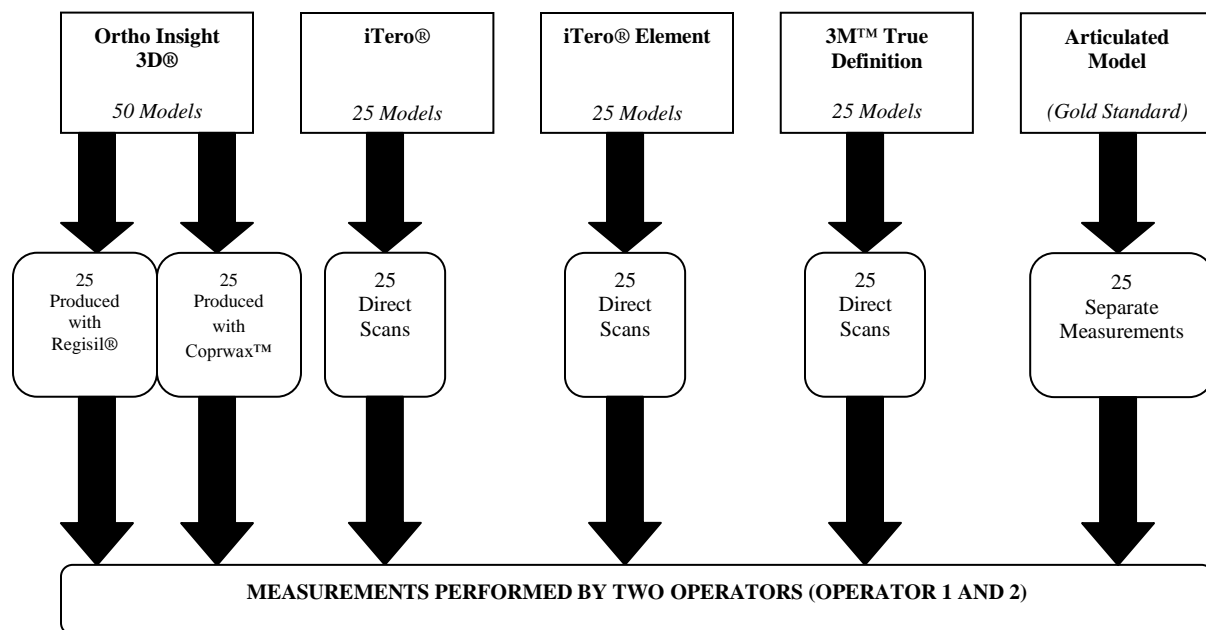 Ortho Insight
3D®
50 Models
iTero®
25 Models
iTero® Element
25 Models
3M™ True
Definition
25 Models
Articulated
Model
(Gold Standard)
25
Produced
with
Regisil®
25
Produced
with
Coprwax™
25
Direct
Scans
25
Direct
Scans
25
Direct
Scans
25
Separate
Measurements
MEASUREMENTS PERFORMED BY TWO OPERATORS (OPERATOR 1 AND 2)